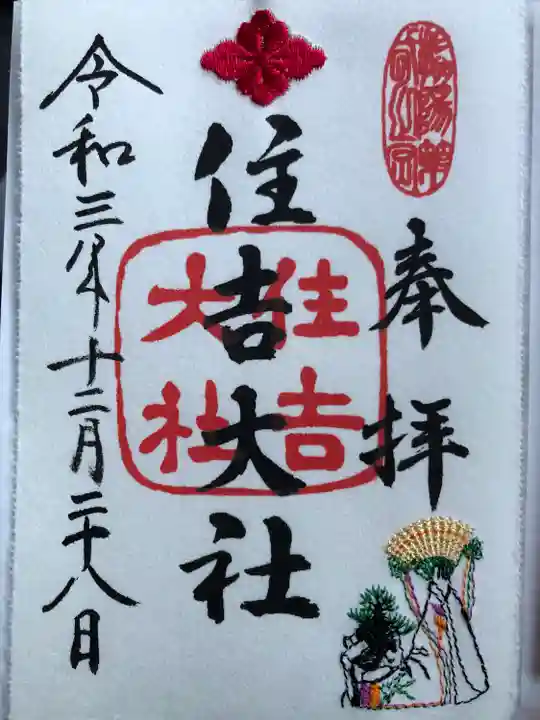 奉拝
住吉大社
住吉
大社
令和三年十二月二十八日